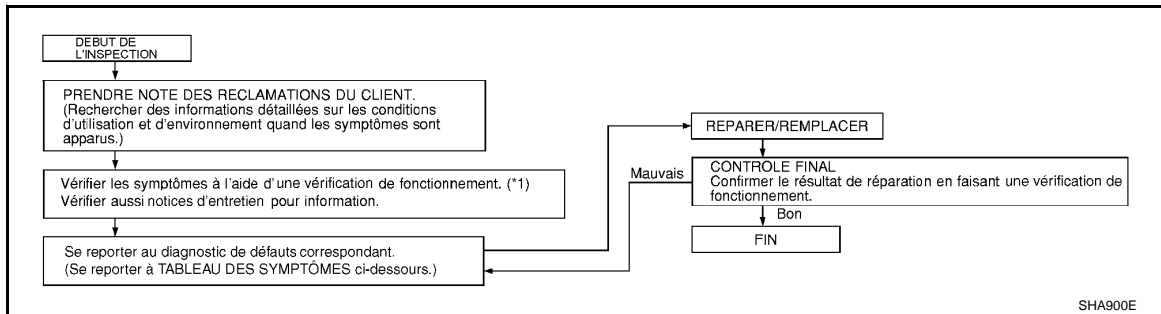 DEBUT DE
L'INSPECTION
PRENDRE NOTE DES RECLAMATIONS DU CLIENT.
(Rechercher des informations détaillées sur les conditions
d'utilisation et d'environnement quand les symptômes sont
apparus.)
Vérifier les symptômes à l'aide d'une vérification de fonctionnement. (*1)
Vérifier aussi notices d'entretien pour information.
Se reporter au diagnostic de défauts correspondant.
(Se reporter à TABLEAU DES SYMPTÔMES ci-dessours.)
REPARER/REMPLACER
Mauvais
CONTROLE FINAL
Confirmer le résultat de réparation en faisant une vérification de
fonctionnement.
Bon
FIN
SHA900E